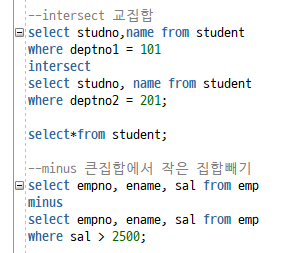 --intersect 교집합
select studno,name from student
where deptno1 = 101
intersect
select studno, name from student
where deptno2 = 201;
select*from student;
--minus 큰집합에서 작은 집합빼기
select empno, ename, sal from emp
minus
select empno, ename, sal from emp
where sal > 2500;